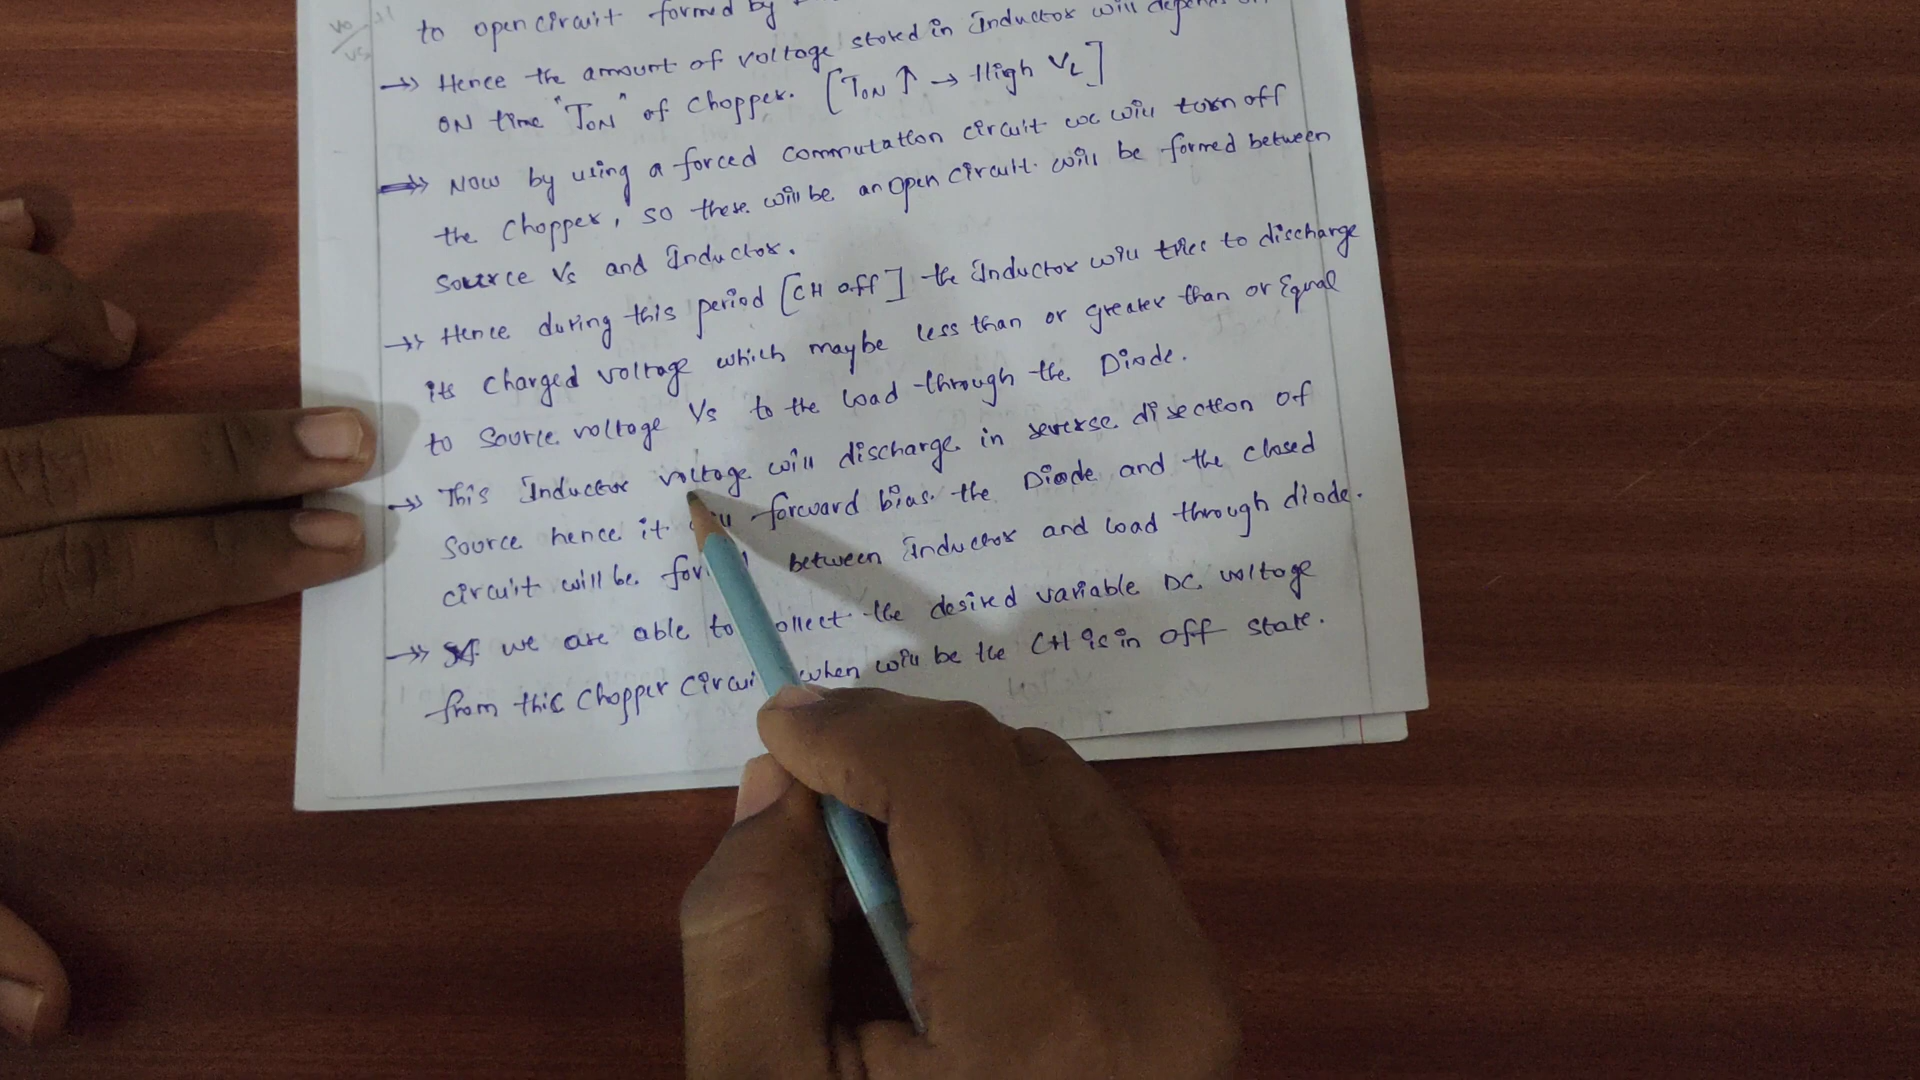 to open circuit formed by
→ Hence the amount of voltage stored in Inductor will depends on
ON time "TON" of Chopper. [TON ↑ → High VL]
→ Now by using a forced commutation circuit we will turn off
the Chopper, so there will be an open circuit will be formed between
source Vs and Inductor.
→ Hence during this period [CH off] the Inductor will tries to discharge
its charged voltage which maybe less than or greater than or Equal
to source voltage Vs to the load through the Diode.
→ This Inductor voltage will discharge in reverse direction of
source hence it forward bias the Diode and the closed
circuit will be between Inductor and load through diode.
→ we are able to the desired variable DC voltage
from this Chopper when will be the CH is in off state.
Vo
Vs